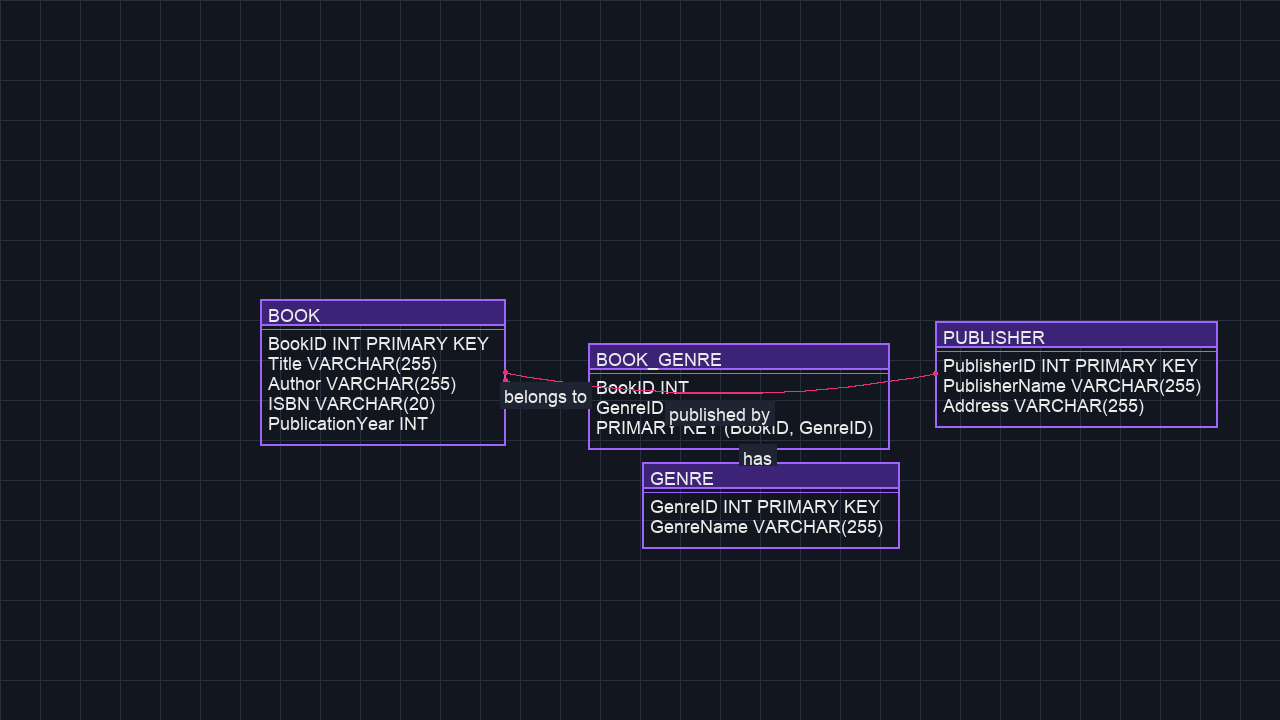 BOOK
BookID INT PRIMARY KEY
Title VARCHAR(255)
Author VARCHAR(255)
ISBN VARCHAR(20)
PublicationYear INT
belongs to
BOOK_GENRE
BookID INT
GenreID
published by
PRIMARY KEY (BookID, GenreID)
has
GENRE
GenreID INT PRIMARY KEY
GenreName VARCHAR(255)
PUBLISHER
PublisherID INT PRIMARY KEY
PublisherName VARCHAR(255)
Address VARCHAR(255)